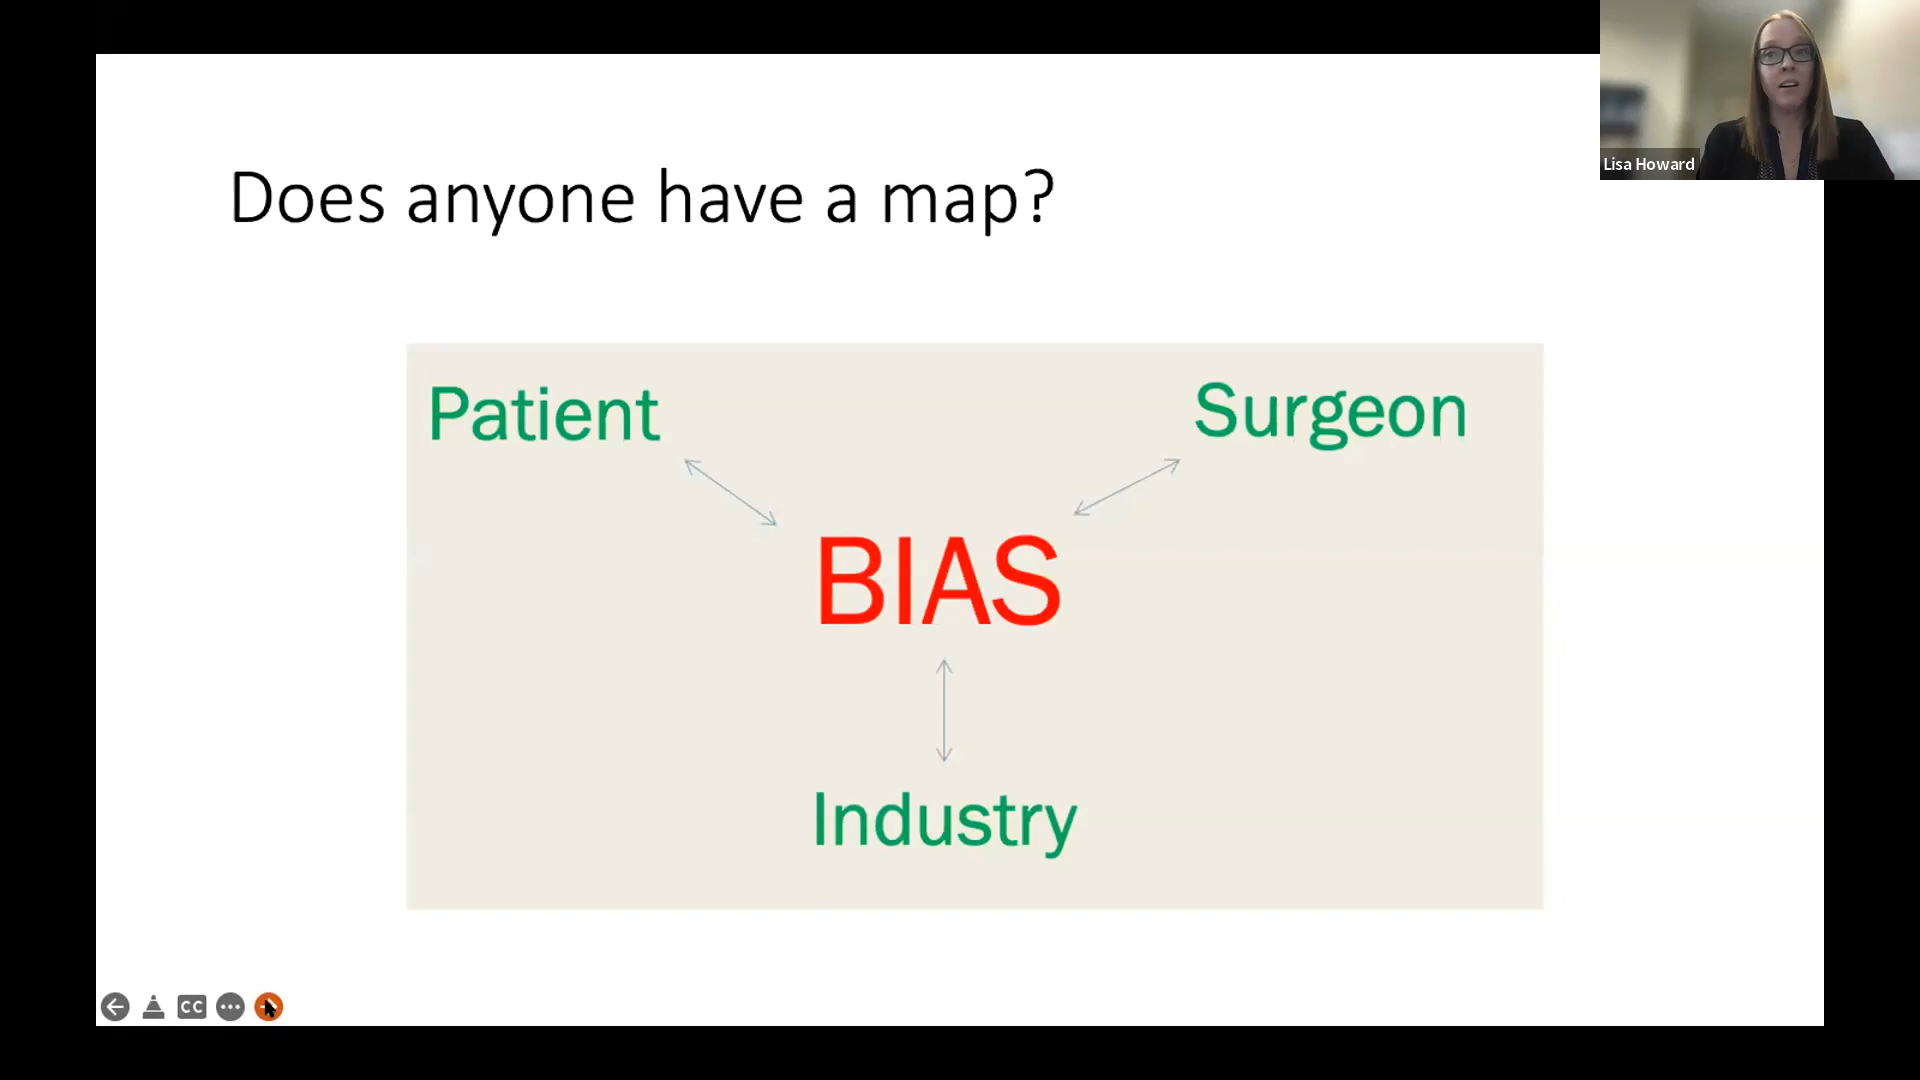 Does anyone have a map?
Lisa Howard
Patient
Surgeon
BIAS
Industry
CC